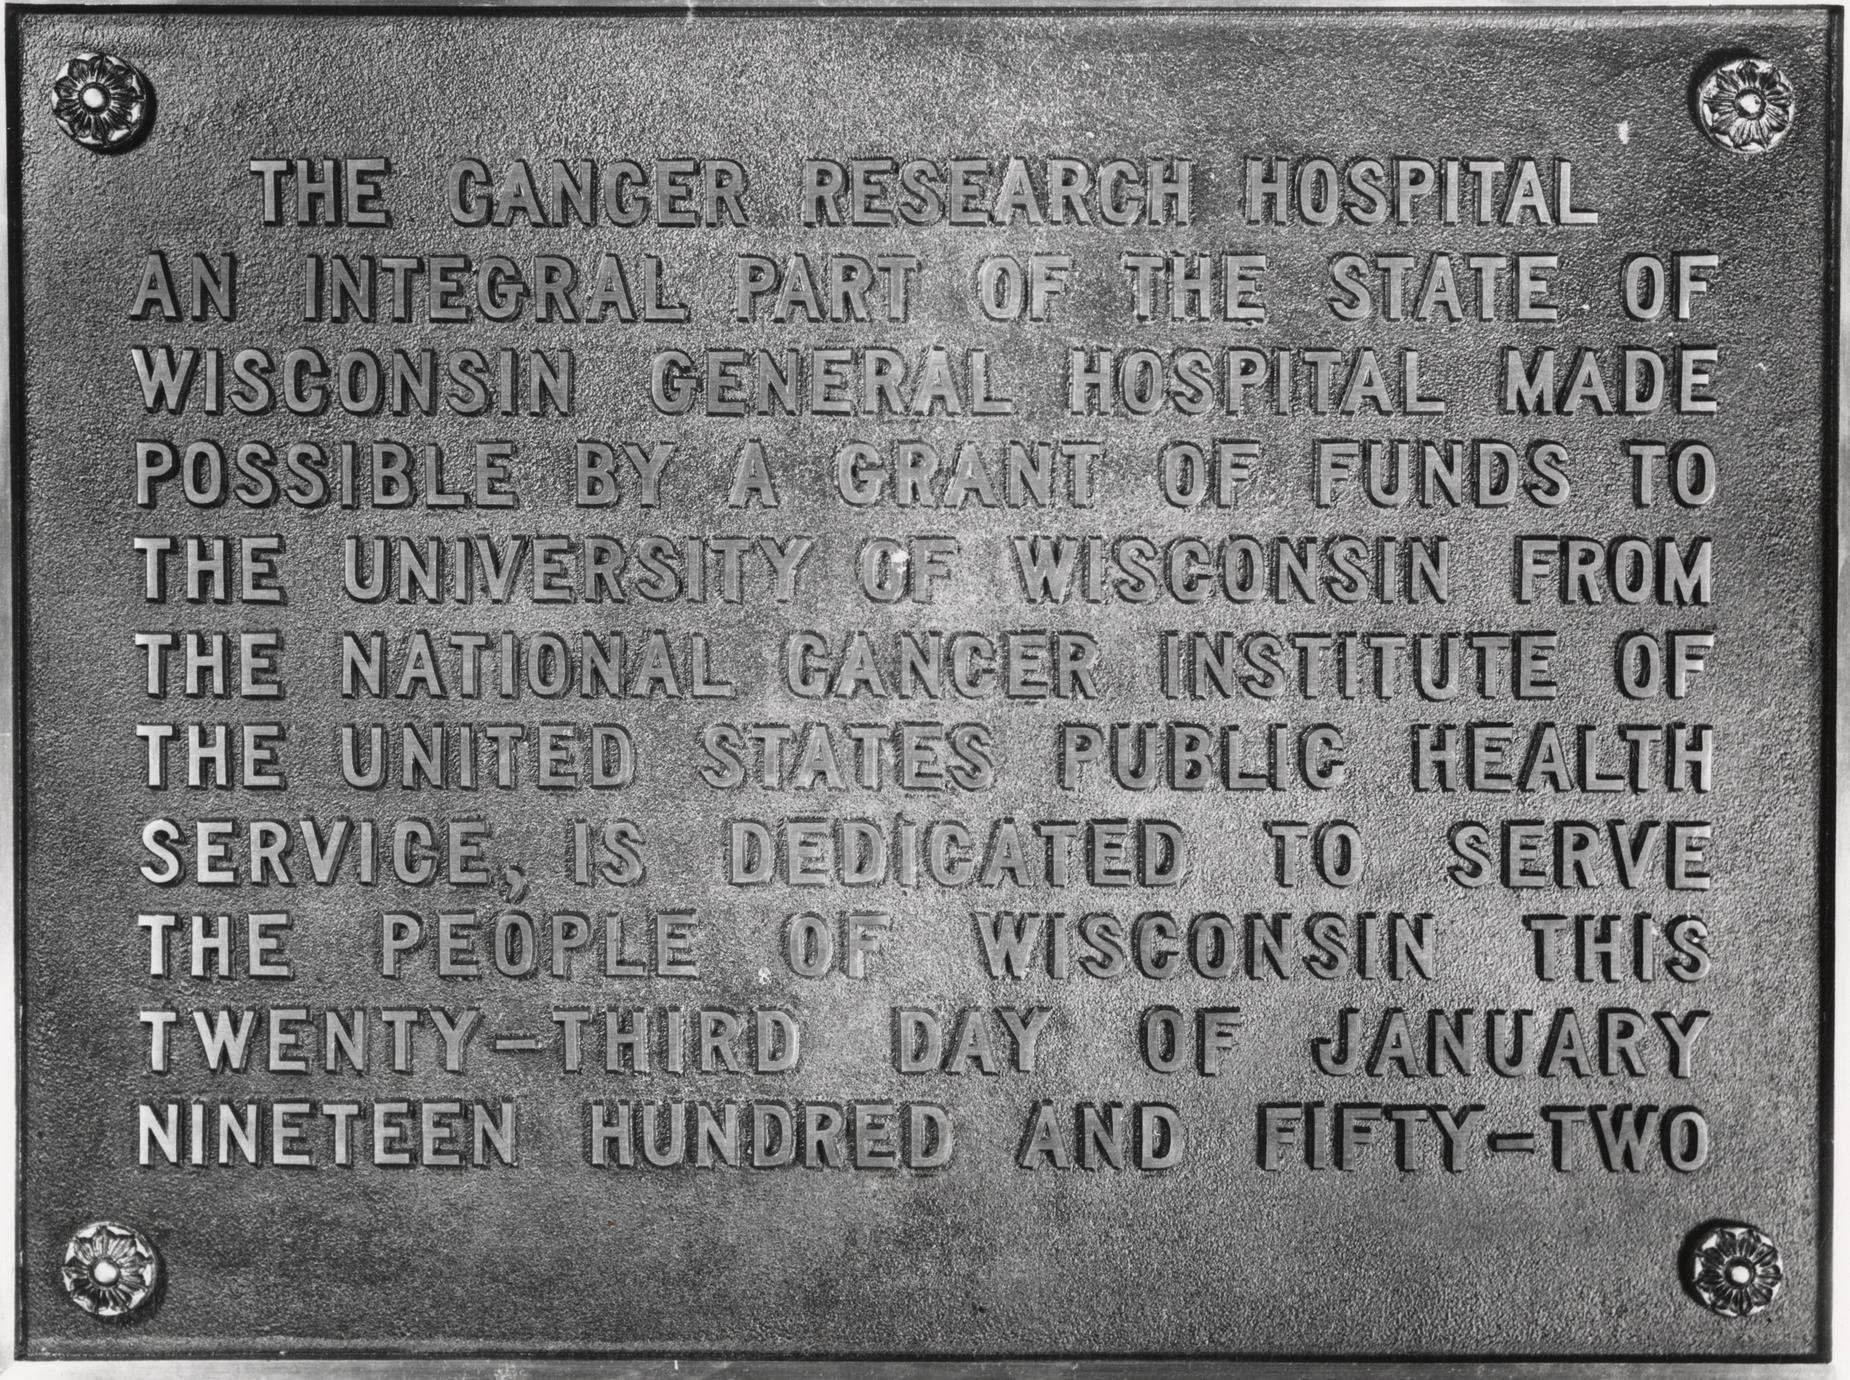 THE CANCER RESEARCH HOSPITAL
AN INTEGRAL PART OF THE STATE OF
WISCONSIN GENERAL HOSPITAL MADE
POSSIBLE BY A GRANT OF FUNDS TO
THE UNIVERSITY OF WISCONSIN FROM
THE NATIONAL CANCER INSTITUTE OF
THE UNITED STATES PUBLIC HEALTH
SERVICE, IS DEDICATED TO SERVE
THE PEOPLE OF WISCONSIN THIS
TWENTY-THIRD DAY OF JANUARY
NINETEEN HUNDRED AND FIFTY-TWO